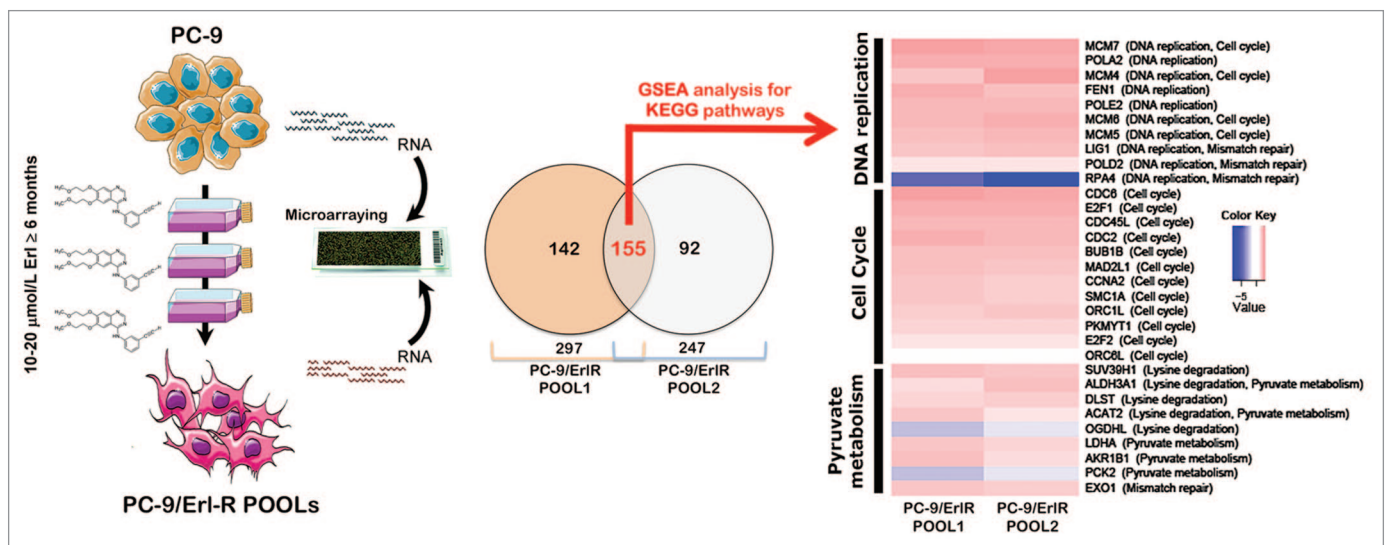 PC-9
10-20 µmol/L Erl ≥ 6 months
RNA
Microarraying
RNA
PC-9/Erl-R POOLs
GSEA analysis for
KEGG pathways
142
155
92
297
247
PC-9/ErlR
POOL1
PC-9/ErlR
POOL2
DNA replication
MCM7 (DNA replication, Cell cycle)
POLA2 (DNA replication)
MCM4 (DNA replication, Cell cycle)
FEN1 (DNA replication)
POLE2 (DNA replication)
MCM6 (DNA replication, Cell cycle)
MCM5 (DNA replication, Cell cycle)
LIG1 (DNA replication, Mismatch repair)
POLD2 (DNA replication, Mismatch repair)
RPA4 (DNA replication, Mismatch repair)
Cell Cycle
CDC6 (Cell cycle)
E2F1 (Cell cycle)
CDC45L (Cell cycle)
CDC2 (Cell cycle)
BUB1B (Cell cycle)
MAD2L1 (Cell cycle)
CCNA2 (Cell cycle)
SMC1A (Cell cycle)
ORC1L (Cell cycle)
PKMYT1 (Cell cycle)
E2F2 (Cell cycle)
ORC6L (Cell cycle)
Pyruvate
metabolism
SUV39H1 (Lysine degradation)
ALDH3A1 (Lysine degradation, Pyruvate metabolism)
DLST (Lysine degradation)
ACAT2 (Lysine degradation, Pyruvate metabolism)
OGDHL (Lysine degradation)
LDHA (Pyruvate metabolism)
AKR1B1 (Pyruvate metabolism)
PCK2 (Pyruvate metabolism)
EXO1 (Mismatch repair)
PC-9/ErlR
POOL1
PC-9/ErlR
POOL2
Color Key
−5
Value